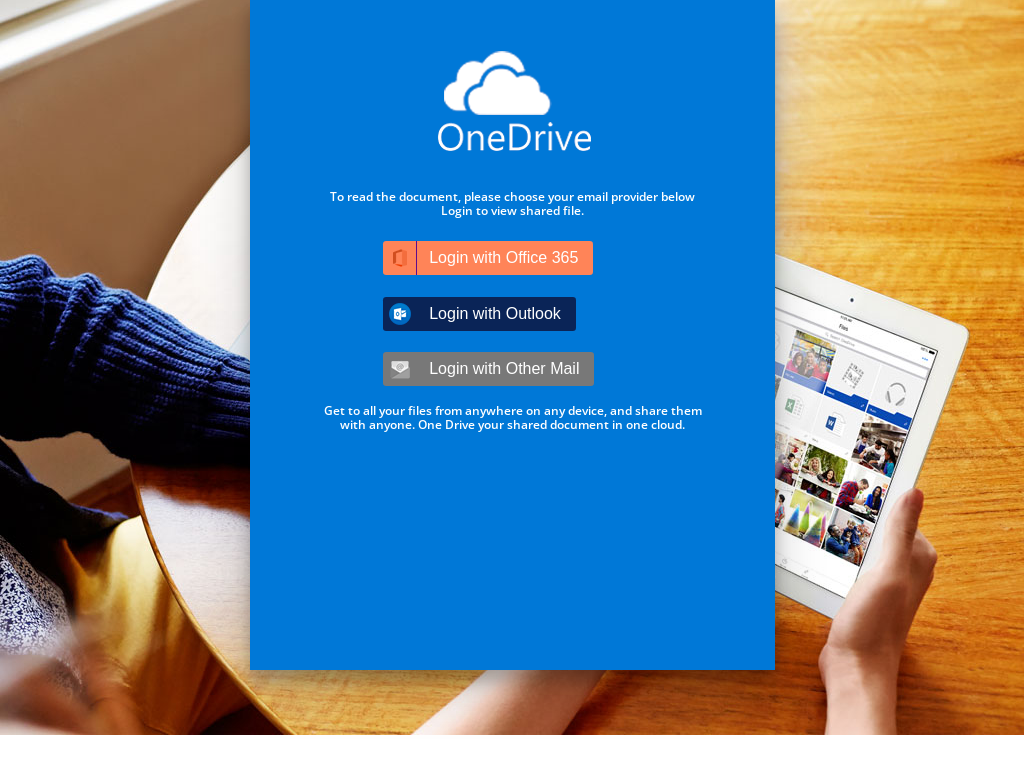 OneDrive
To read the document, please choose your email provider below
Login to view shared file.
Login with Office 365
Login with Outlook
Login with Other Mail
Get to all your files from anywhere on any device, and share them
with anyone. One Drive your shared document in one cloud.
Files